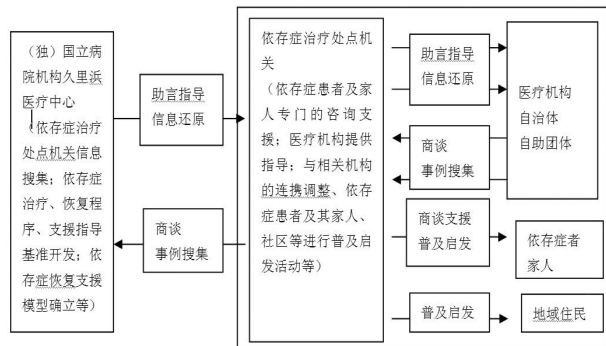 （独）国立病
院机构久里浜
医疗中心
（依存症治疗
处点机关信息
搜集；依存症
治疗、恢复程
序、支援指导
基准开发；依
存症恢复支援
模型确立等）
助言指导
信息还原
商谈
事例搜集
依存症治疗处点机
关
（依存症患者及家
人专门的咨询支
援；医疗机构提供
指导；与相关机构
的连携调整、依存
症患者及其家人、
社区等进行普及启
发活动等）
助言指导
信息还原
商谈
事例搜集
商谈支援
普及启发
普及启发
医疗机构
自治体
自助团体
依存症者
家人
地域住民